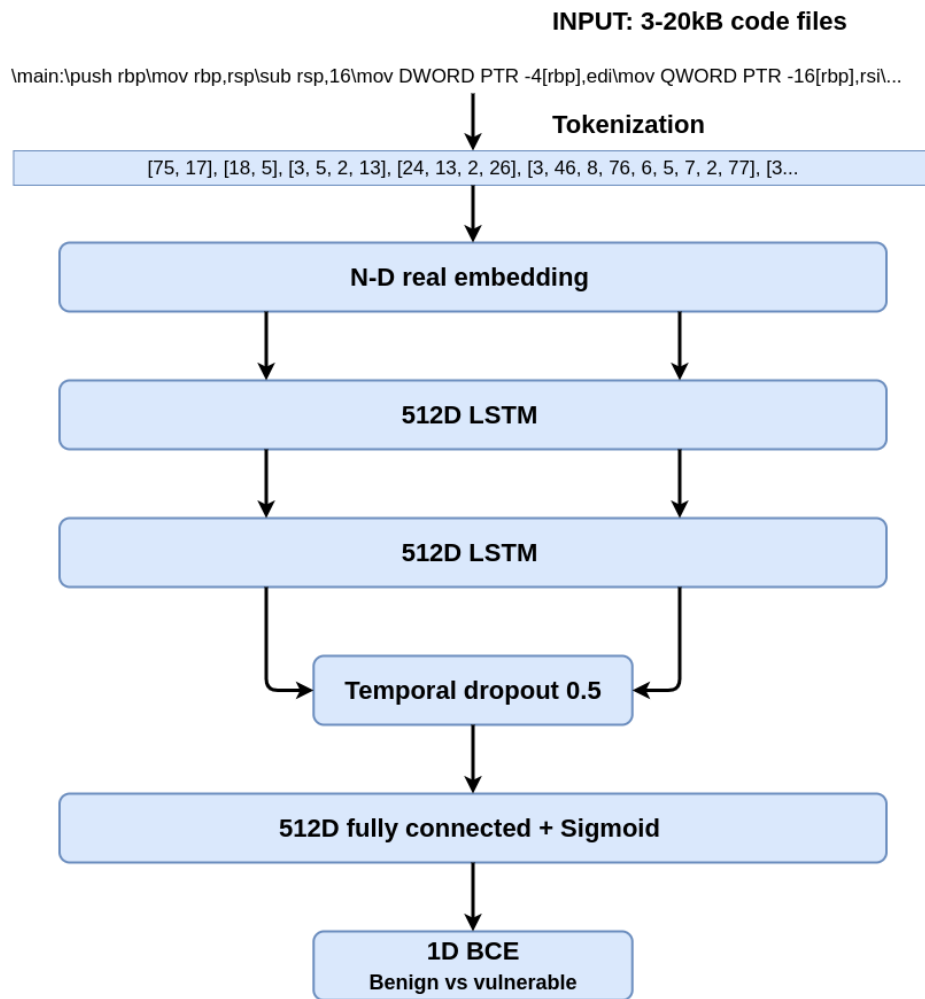 INPUT: 3-20kB code files
\main:\push rbp\mov rbp,rsp\sub rsp,16\mov DWORD PTR -4[rbp],edi\mov QWORD PTR -16[rbp],rsi\...
Tokenization
[75, 17], [18, 5], [3, 5, 2, 13], [24, 13, 2, 26], [3, 46, 8, 76, 6, 5, 7, 2, 77], [3...
N-D real embedding
512D LSTM
512D LSTM
Temporal dropout 0.5
512D fully connected + Sigmoid
1D BCE
Benign vs vulnerable